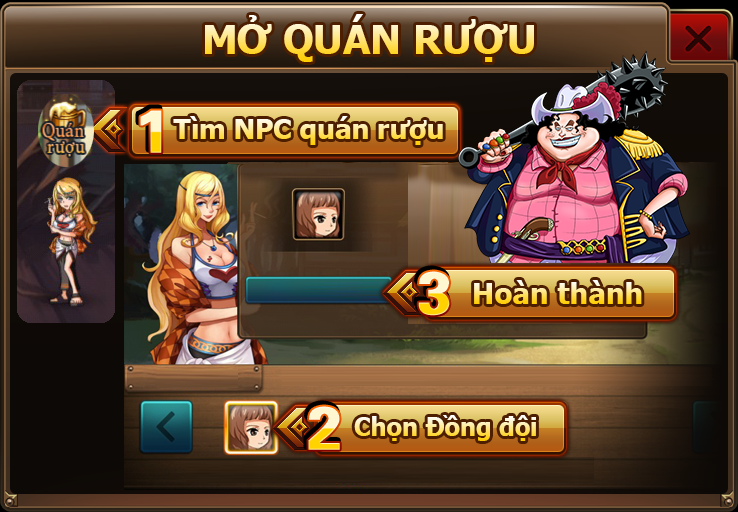 MỞ QUÁN RƯỢU
Quán
rượu
1 Tìm NPC quán rượu
3 Hoàn thành
2 Chọn Đồng đội